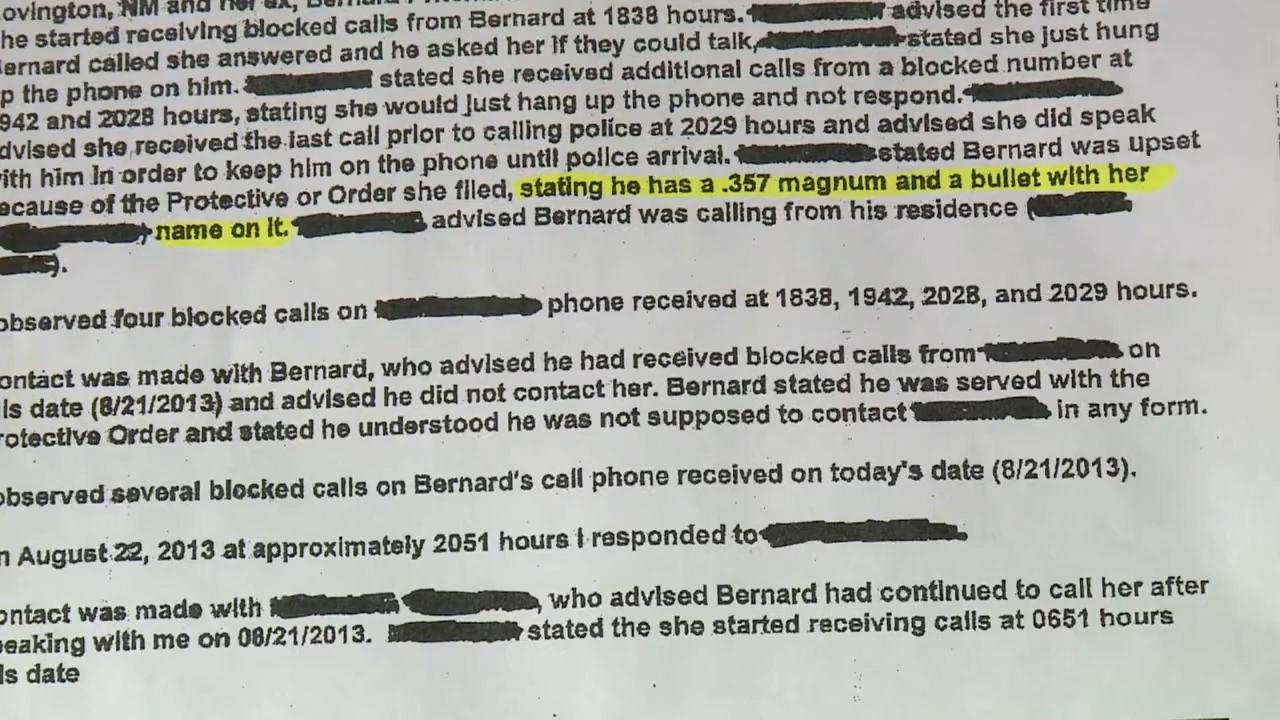 ovington, NM and her ex,
he started receiving blocked calls from Bernard at 1838 hours. advised the first time
ernard called she answered and he asked her if they could talk, stated she just hung
p the phone on him. stated she received additional calls from a blocked number at
942 and 2028 hours, stating she would just hang up the phone and not respond.
dvised she received the last call prior to calling police at 2029 hours and advised she did speak
ith him in order to keep him on the phone until police arrival. stated Bernard was upset
ecause of the Protective or Order she filed, stating he has a .357 magnum and a bullet with her
name on it. advised Bernard was calling from his residence (
).
observed four blocked calls on phone received at 1838, 1942, 2028, and 2029 hours.
ontact was made with Bernard, who advised he had received blocked calls from on
is date (8/21/2013) and advised he did not contact her. Bernard stated he was served with the
rotective Order and stated he understood he was not supposed to contact in any form.
observed several blocked calls on Bernard's cell phone received on today's date (8/21/2013).
n August 22, 2013 at approximately 2051 hours I responded to
ontact was made with , who advised Bernard had continued to call her after
eaking with me on 08/21/2013. stated the she started receiving calls at 0651 hours
is date